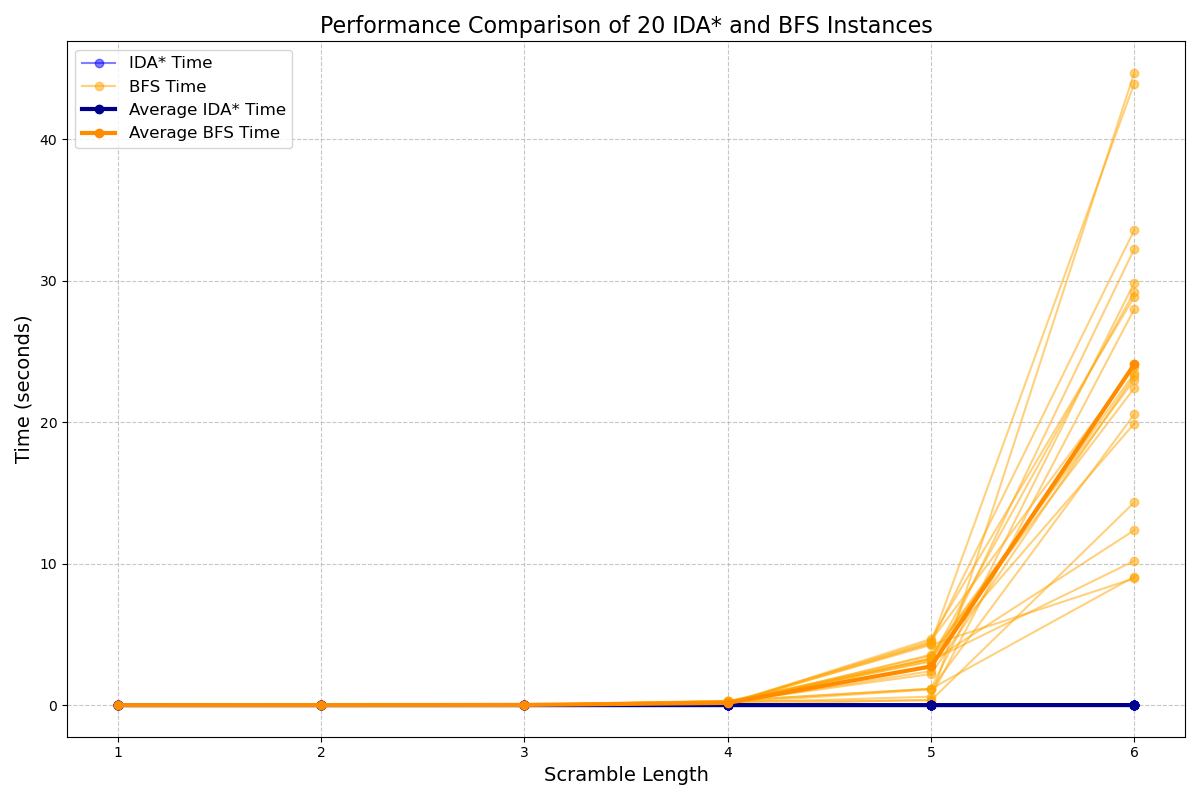 Performance Comparison of 20 IDA* and BFS Instances
IDA* Time
BFS Time
Average IDA* Time
Average BFS Time
Time (seconds)
40
30
20
10
0
1 2 3 4 5 6
Scramble Length